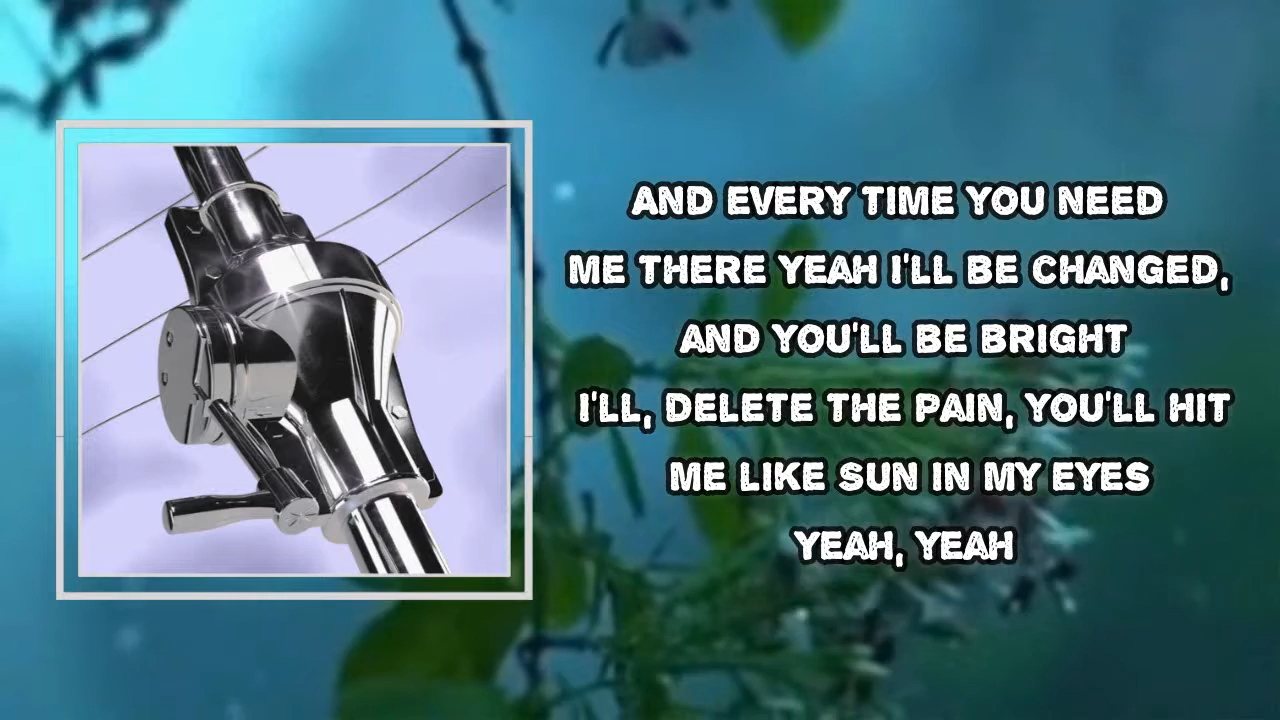 AND EVERY TIME YOU NEED
ME THERE YEAH I'LL BE CHANGED,
AND YOU'LL BE BRIGHT
I'LL, DELETE THE PAIN, YOU'LL HIT
ME LIKE SUN IN MY EYES
YEAH, YEAH